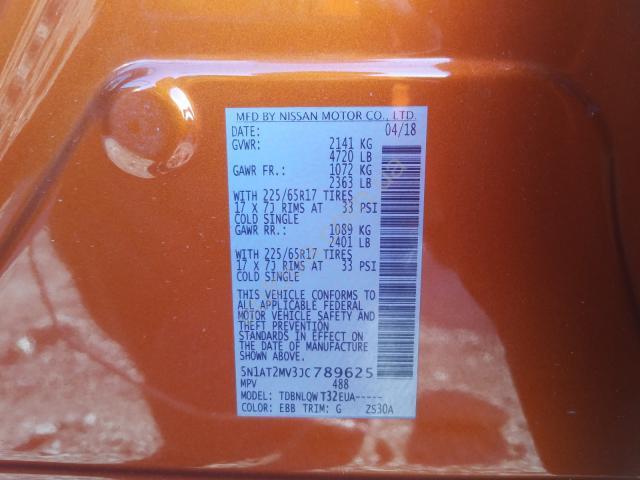 MFD BY NISSAN MOTOR CO., LTD.
DATE: 04/18
GVWR: 2141 KG
4720 LB
GAWR FR.: 1072 KG
2363 LB
WITH 225/65R17 TIRES
17 X 7J RIMS AT 33 PSI
COLD SINGLE
GAWR RR.: 1089 KG
2401 LB
WITH 225/65R17 TIRES
17 X 7J RIMS AT 33 PSI
COLD SINGLE
THIS VEHICLE CONFORMS TO
ALL APPLICABLE FEDERAL
MOTOR VEHICLE SAFETY AND
THEFT PREVENTION
STANDARDS IN EFFECT ON
THE DATE OF MANUFACTURE
SHOWN ABOVE.
5N1AT2MV3JC789625
MPV 488
MODEL: TDBNLQWT32EUA-----
COLOR: EBB TRIM: G ZS30A